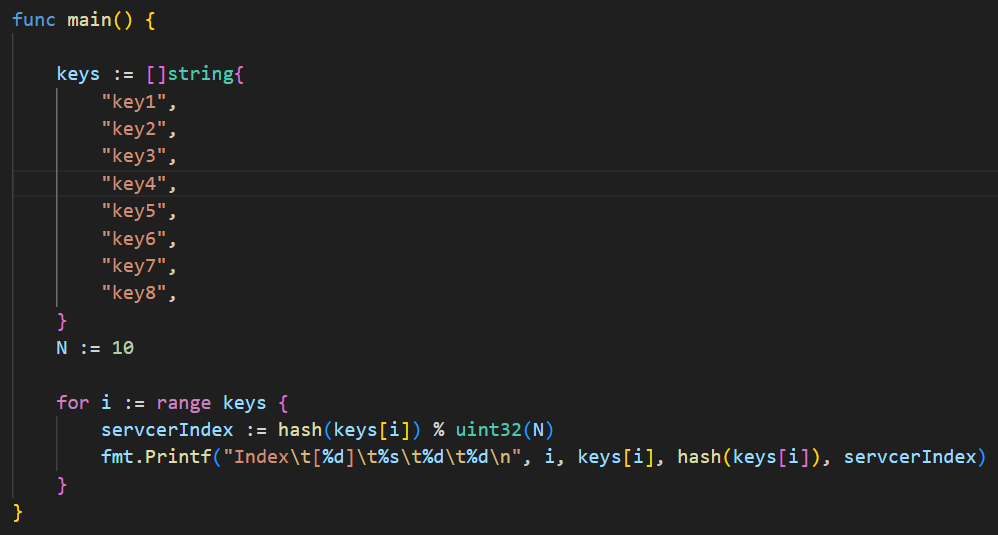 func main() {
keys := []string{
"key1",
"key2",
"key3",
"key4",
"key5",
"key6",
"key7",
"key8",
}
N := 10
for i := range keys {
servcerIndex := hash(keys[i]) % uint32(N)
fmt.Printf("Index\t[%d]\t%s\t%d\t%d\n", i, keys[i], hash(keys[i]), servcerIndex)
}
}